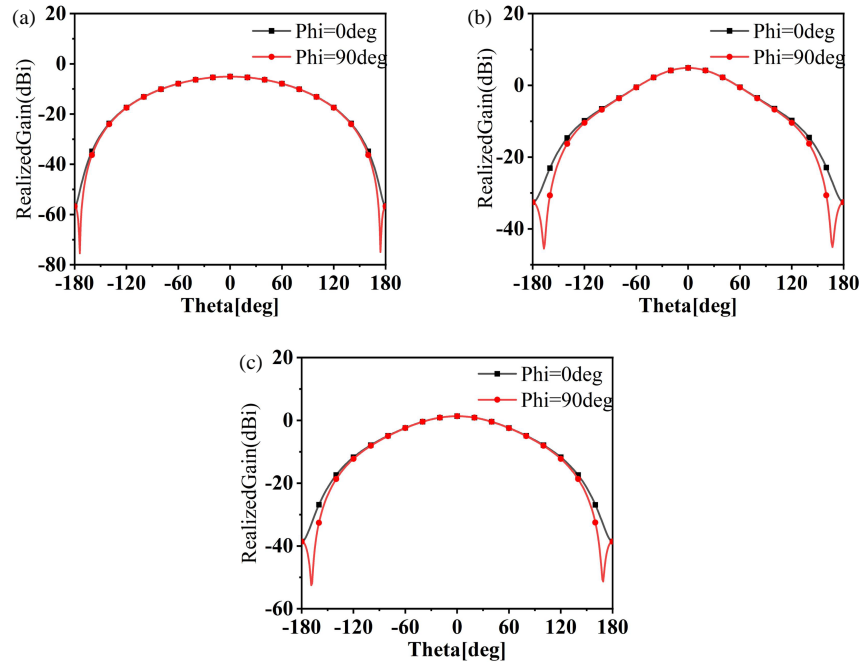 (a)
20
0
-20
-40
-60
-80
RealizedGain(dBi)
Phi=0deg
Phi=90deg
-180 -120 -60 0 60 120 180
Theta[deg]
(b)
20
0
-20
-40
RealizedGain(dBi)
Phi=0deg
Phi=90deg
-180 -120 -60 0 60 120 180
Theta[deg]
(c)
20
0
-20
-40
-60
RealizedGain(dBi)
Phi=0deg
Phi=90deg
-180 -120 -60 0 60 120 180
Theta[deg]